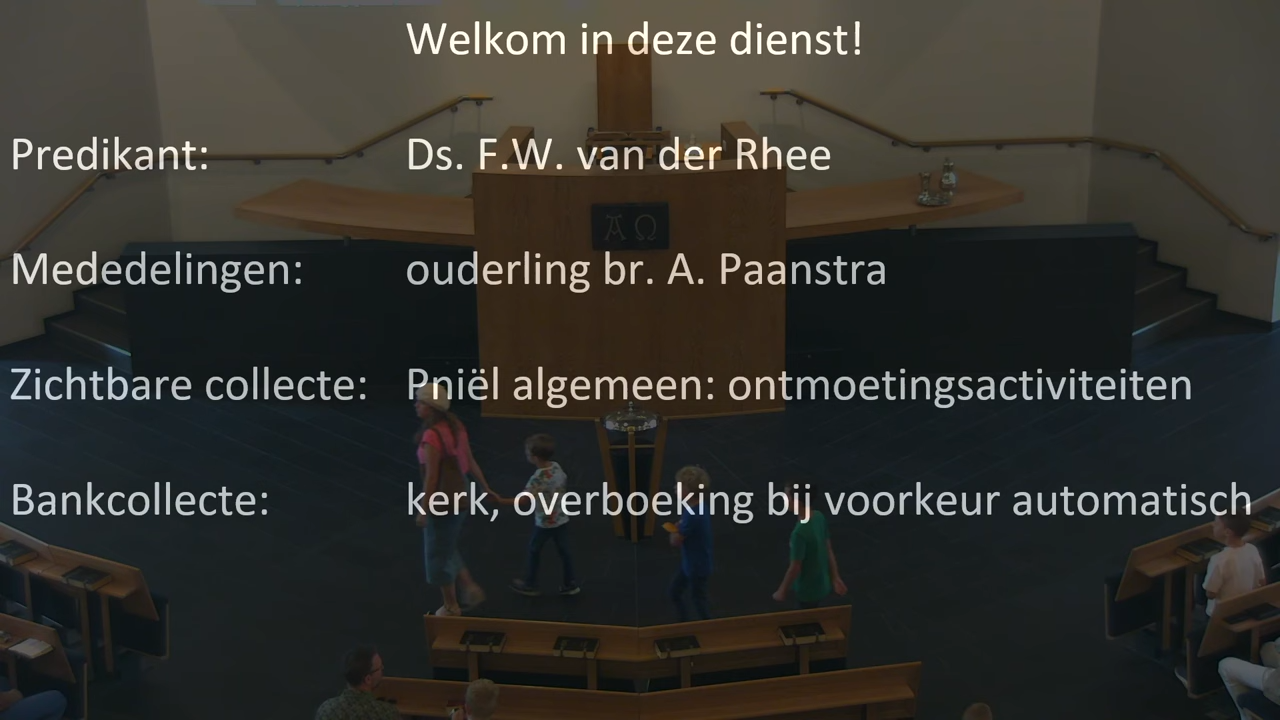 Welkom in deze dienst!
Predikant: Ds. F.W. van der Rhee
Mededelingen: ouderling br. A. Paanstra
Zichtbare collecte: Pniël algemeen: ontmoetingsactiviteiten
Bankcollecte: kerk, overboeking bij voorkeur automatisch
Α Ω